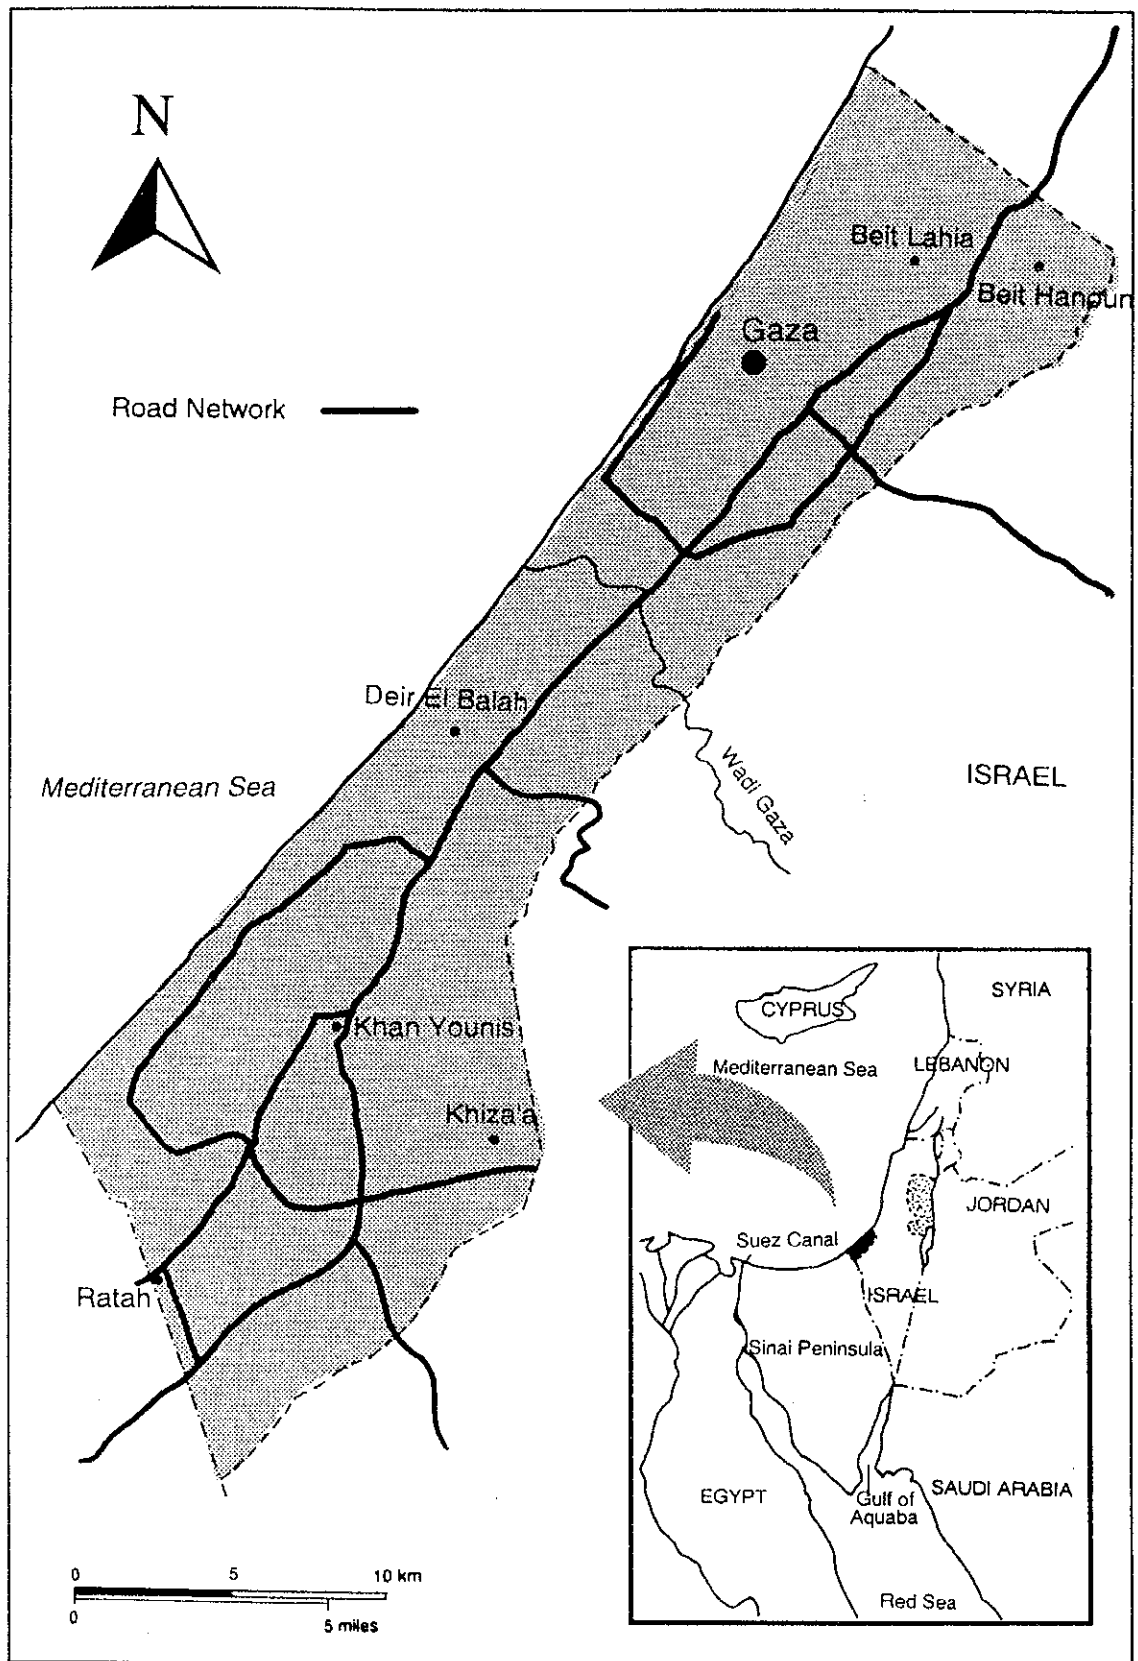 N
Beit Lahia
Beit Hanoun
Gaza
Road Network
Deir El Balah
Mediterranean Sea
Wadi Gaza
ISRAEL
Khan Younis
Khiza'a
Ratah
0 5 10 km
0 5 miles
CYPRUS
SYRIA
Mediterranean Sea
LEBANON
JORDAN
Suez Canal
ISRAEL
Sinai Peninsula
EGYPT
SAUDI ARABIA
Gulf of
Aquaba
Red Sea